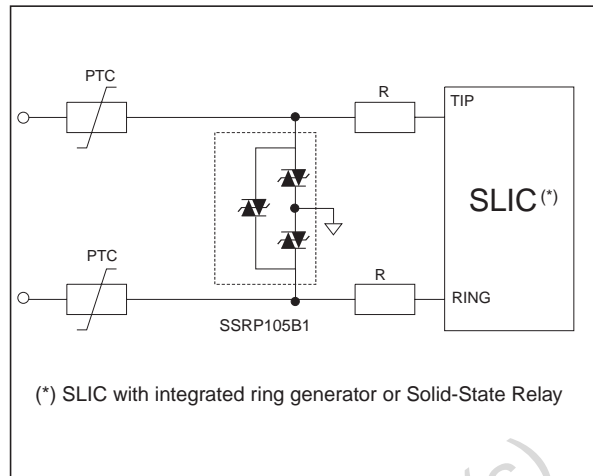 PTC
R
TIP
SLIC(*)
PTC
R
RING
SSRP105B1
(*) SLIC with integrated ring generator or Solid-State Relay